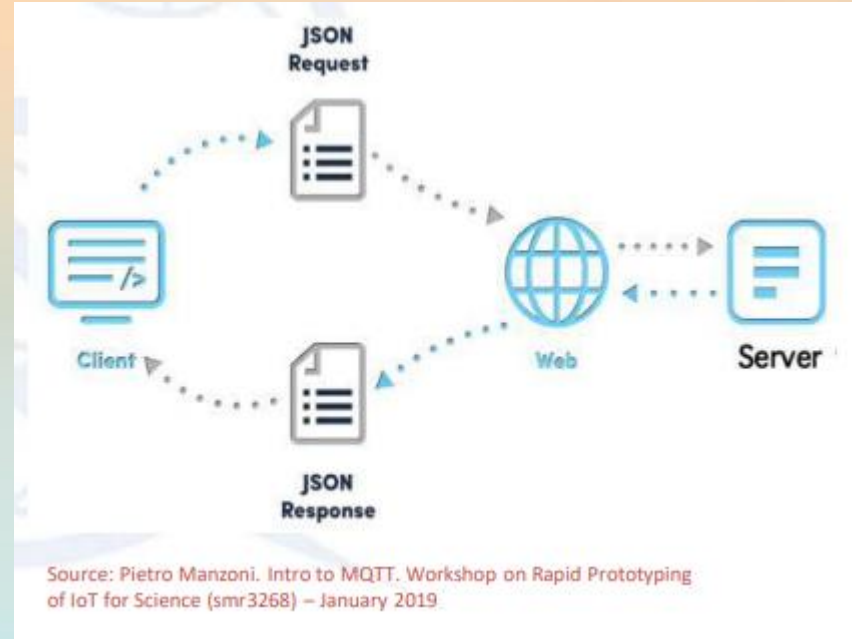 JSON
Request
/>
Client
Web
Server
JSON
Response
Source: Pietro Manzoni. Intro to MQTT. Workshop on Rapid Prototyping
of IoT for Science (smr3268) – January 2019